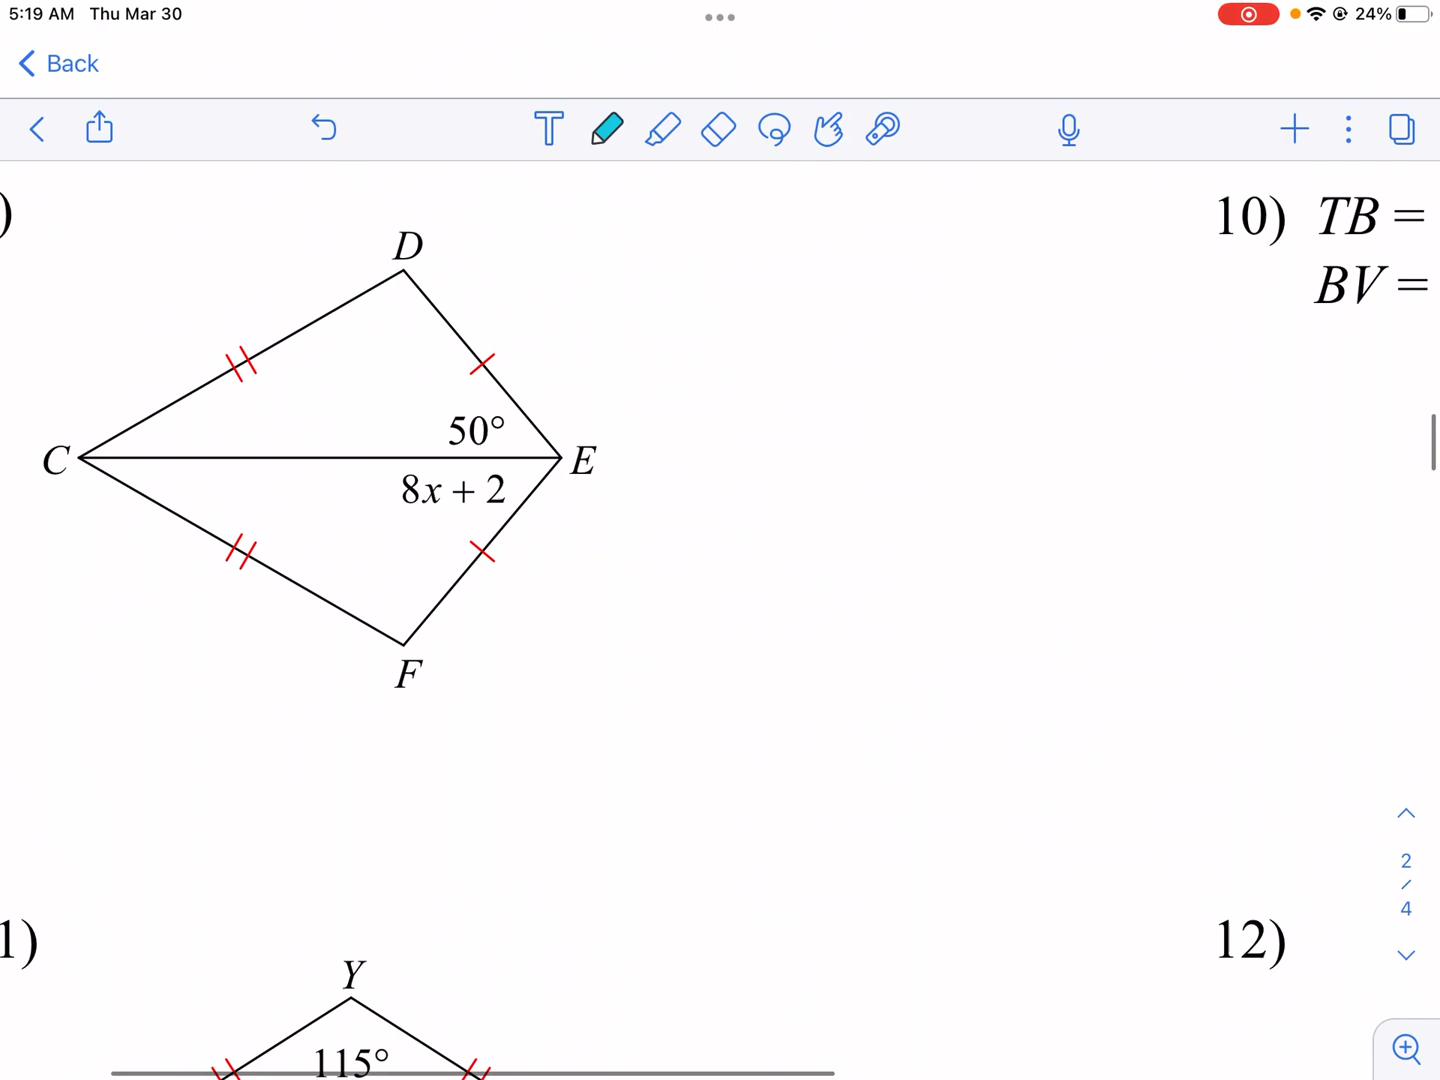 5:19 AM Thu Mar 30
24%
Back
)
10) TB =
BV =
D
50°
C
E
8x + 2
F
2
/
4
1)
12)
Y
115°